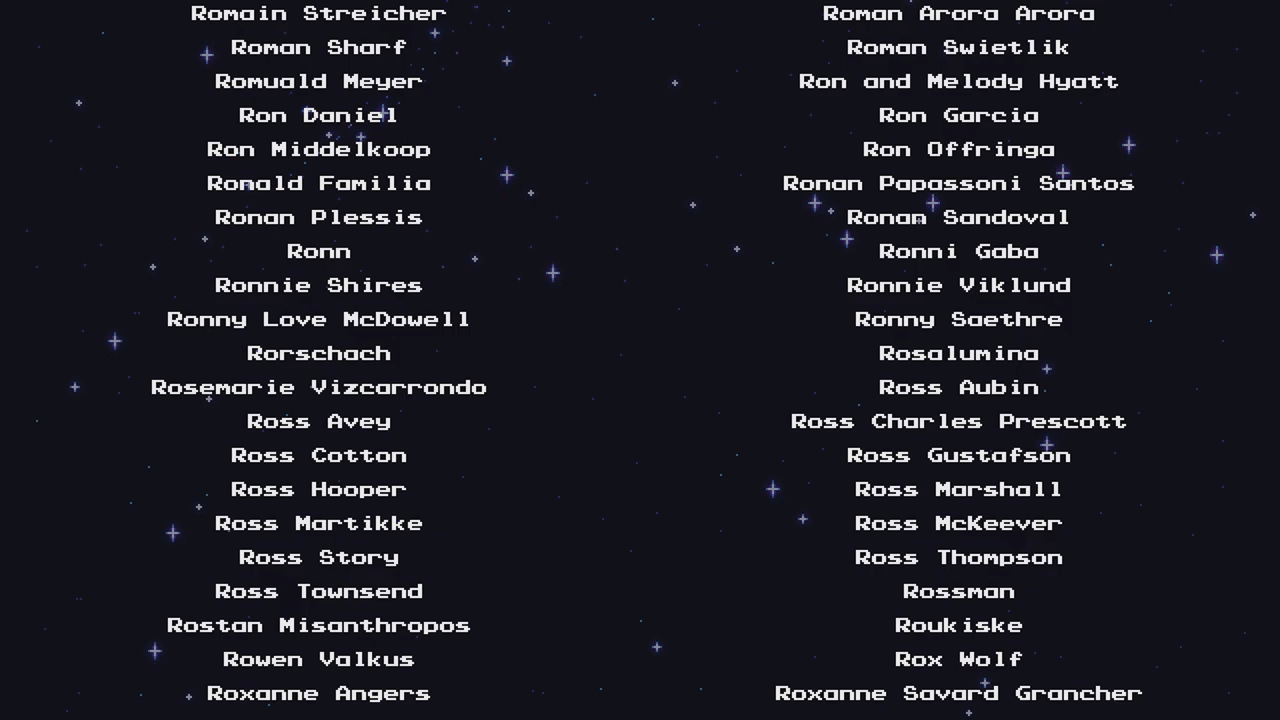 Romain Streicher
Roman Arora Arora
Roman Sharf
Roman Swietlik
Romuald Meyer
Ron and Melody Hyatt
Ron Daniel
Ron Garcia
Ron Middelkoop
Ron Offringa
Ronald Familia
Ronan Papassoni Santos
Ronan Plessis
Ronan Sandoval
Ronn
Ronni Gaba
Ronnie Shires
Ronnie Viklund
Ronny Love McDowell
Ronny Saethre
Rorschach
Rosalumina
Rosemarie Vizcarrondo
Ross Aubin
Ross Avey
Ross Charles Prescott
Ross Cotton
Ross Gustafson
Ross Hooper
Ross Marshall
Ross Martikke
Ross McKeever
Ross Story
Ross Thompson
Ross Townsend
Rossman
Rostan Misanthropos
Roukiske
Rowen Valkus
Rox Wolf
Roxanne Angers
Roxanne Savard Grancher